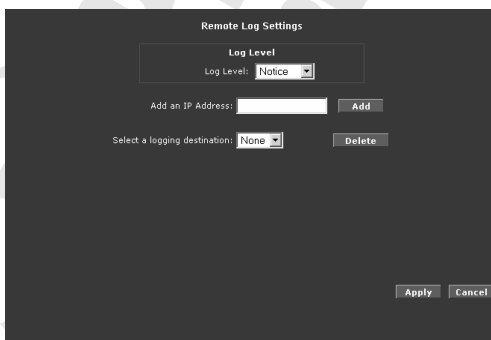 Remote Log Settings
Log Level
Log Level: Notice
Add an IP Address: Add
Select a logging destination: None Delete
Apply Cancel